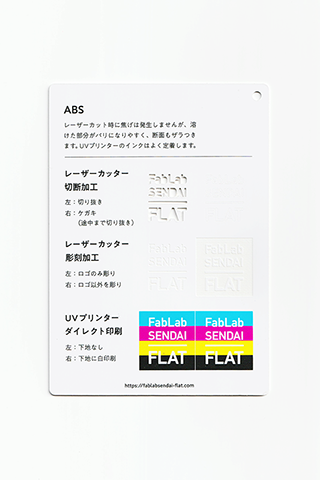 ABS
レーザーカット時に焦げは発生しませんが、溶
けた部分がバリになりやすく、断面もザラつき
ます。UVプリンターのインクはよく定着します。
レーザーカッター
切断加工
左：切り抜き
右：ケガキ
（途中まで切り抜き）
FabLab
SENDAI
FLAT
レーザーカッター
彫刻加工
左：ロゴのみ彫り
右：ロゴ以外を彫り
UVプリンター
ダイレクト印刷
左：下地なし
右：下地に白印刷
FabLab FabLab
SENDAI SENDAI
FLAT FLAT
https://fablabsendai-flat.com